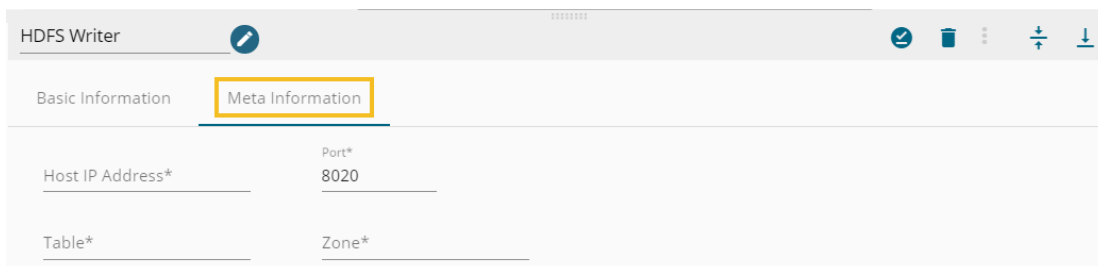 HDFS Writer
Basic Information Meta Information
Port*
Host IP Address* 8020
Table* Zone*